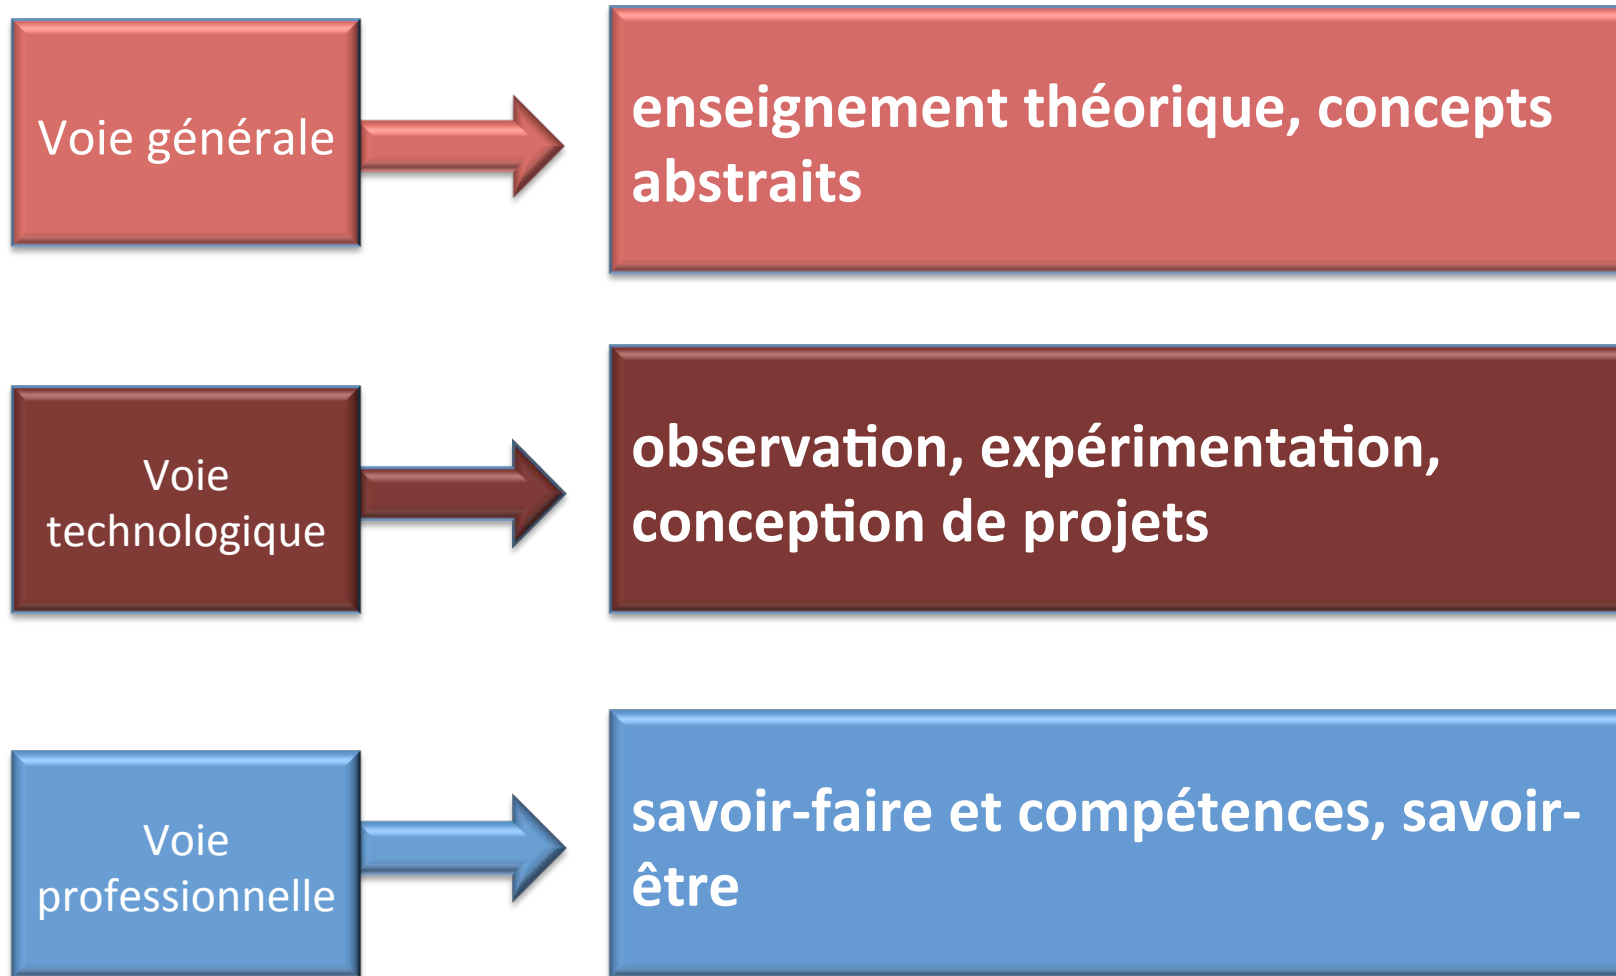 Voie générale
enseignement théorique, concepts
abstraits
Voie
technologique
observation, expérimentation,
conception de projets
Voie
professionnelle
savoir-faire et compétences, savoir-
être